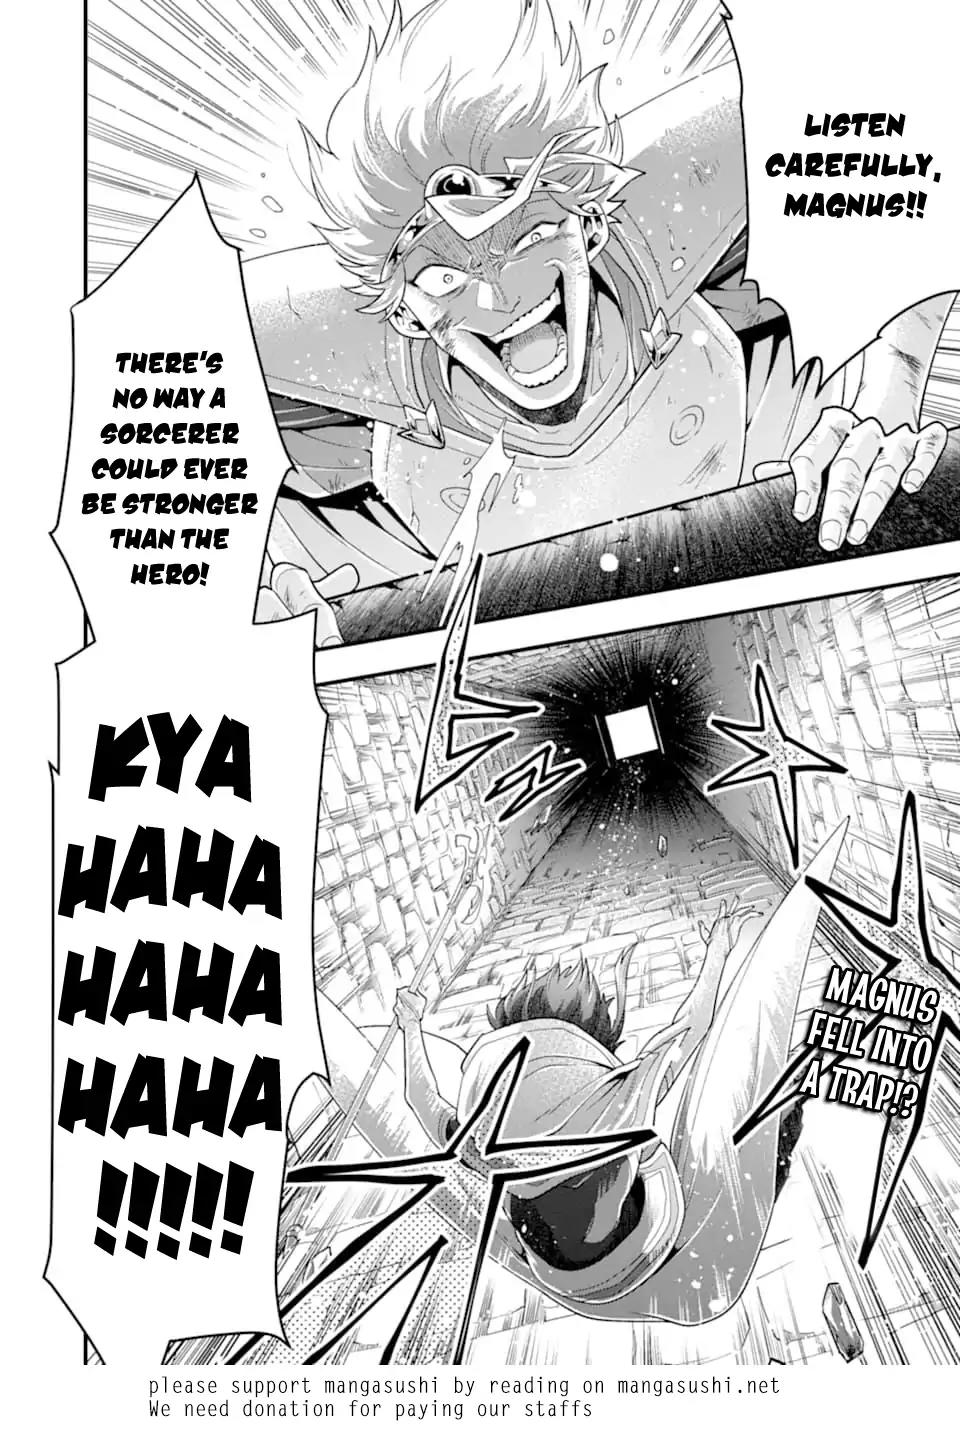 LISTEN
CAREFULLY,
MAGNUS!!
THERE'S
NO WAY A
SORCERER
COULD EVER
BE STRONGER
THAN THE
HERO!
KYA
HAHA
HAHA
HAHA
!!!!!
MAGNUS
FELL INTO
A TRAP!?
please support mangasushi by reading on mangasushi.net
We need donation for paying our staffs